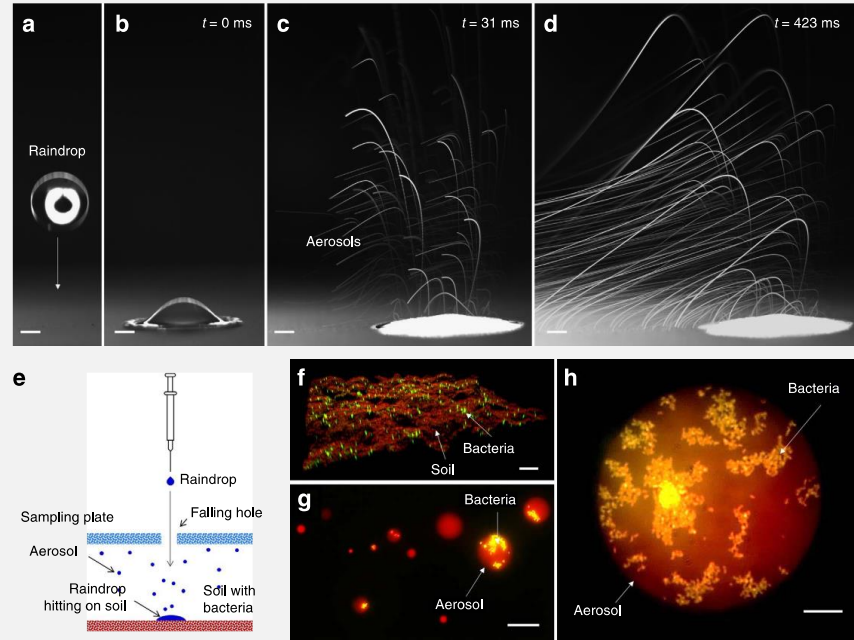 a
Raindrop
b
t = 0 ms
c
t = 31 ms
Aerosols
d
t = 423 ms
e
Raindrop
Sampling plate
Falling hole
Aerosol
Raindrop
hitting on soil
Soil with
bacteria
f
Bacteria
Soil
g
Bacteria
Aerosol
h
Bacteria
Aerosol